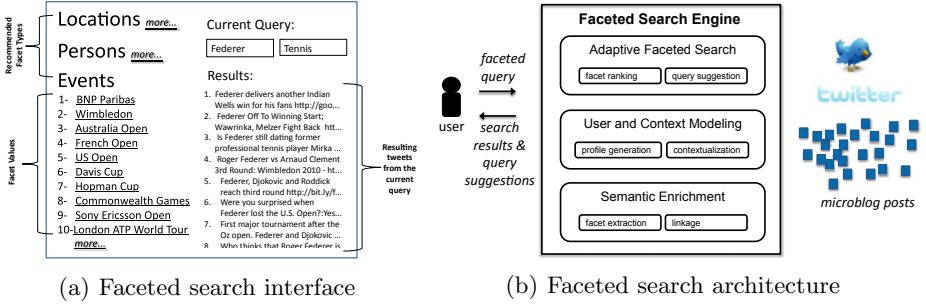 Recommended
Facet Types
Locations more...
Persons more...
Events
Facet Values
1- BNP Paribas
2- Wimbledon
3- Australia Open
4- French Open
5- US Open
6- Davis Cup
7- Hopman Cup
8- Commonwealth Games
9- Sony Ericsson Open
10-London ATP World Tour
more...
Current Query:
Federer Tennis
Results:
1. Federer delivers another Indian
Wells win for his fans http://goo...
2. Federer Off To Winning Start;
Wawrinka, Melzer Fight Back htt...
3. Is Federer still dating former
professional tennis player Mirka ...
4. Roger Federer vs Arnaud Clement
3rd Round: Wimbledon 2010 - ht...
5. Federer, Djokovic and Roddick
reach third round http://bit.ly/f...
6. Were you surprised when
Federer lost the U.S. Open?:Yes...
7. First major tournament after the
Oz open. Federer and Djokovic ...
8. Who thinks that Roger Federer is
Resulting
tweets
from the
current
query
(a) Faceted search interface
user
faceted
query
search
results &
query
suggestions
Faceted Search Engine
Adaptive Faceted Search
facet ranking query suggestion
User and Context Modeling
profile generation contextualization
Semantic Enrichment
facet extraction linkage
twitter
microblog posts
(b) Faceted search architecture